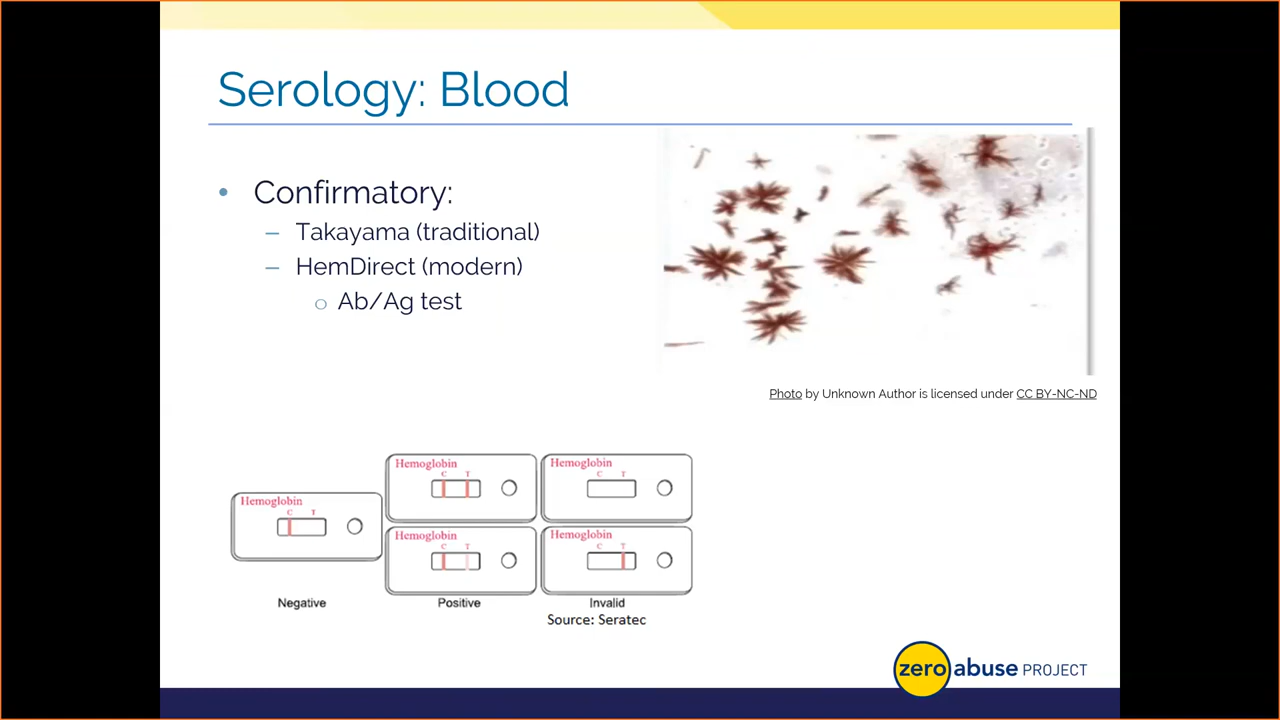 Serology: Blood
• Confirmatory:
– Takayama (traditional)
– HemDirect (modern)
o Ab/Ag test
Photo by Unknown Author is licensed under CC BY-NC-ND
Hemoglobin
C T
Hemoglobin
C T
Hemoglobin
C T
Hemoglobin
C T
Hemoglobin
C T
Negative
Positive
Invalid
Source: Seratec
zero abuse PROJECT